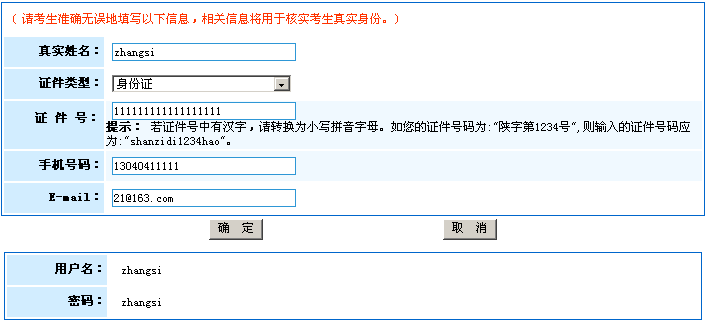 （ 请考生准确无误地填写以下信息，相关信息将用于核实考生真实身份。）
真实姓名： zhangsi
证件类型： 身份证
证 件 号： 111111111111111111
提示： 若证件号中有汉字，请转换为小写拼音字母。如您的证件号码为:“陕字第1234号”,则输入的证件号码应
为:“shanzidi1234hao”。
手机号码： 13040411111
E-mail： 21@163.com
确 定 取 消
用户名： zhangsi
密码： zhangsi